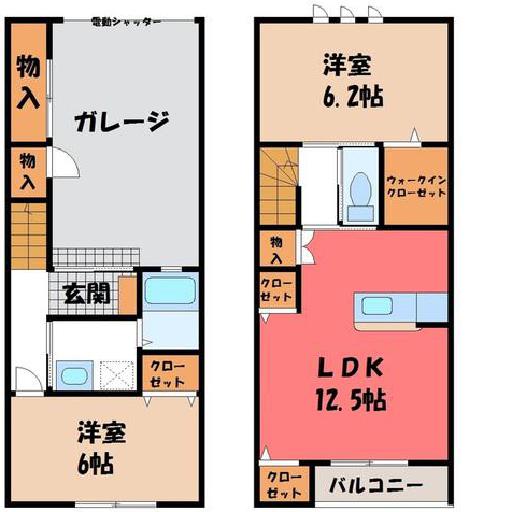 電動シャッター
物
入
ガレージ
物
入
玄関
クロー
ゼット
洋室
6帖
洋室
6.2帖
ウォークイン
クローゼット
物
入
クロー
ゼット
LDK
12.5帖
クロー
ゼット
バルコニー